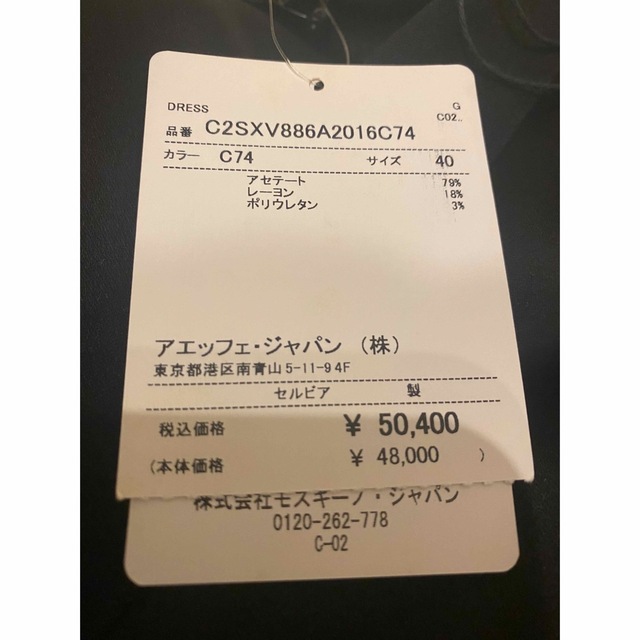 DRESS G
C02..
品番 C2SXV886A2016C74
カラー C74 サイズ 40
アセテート 79%
レーヨン 18%
ポリウレタン 3%
アエッフェ・ジャパン (株)
東京都港区南青山5-11-9 4F
セルビア 製
税込価格 ¥ 50,400
(本体価格 ¥ 48,000 )
株式会社モスキーノ・ジャパン
0120-262-778
C-02